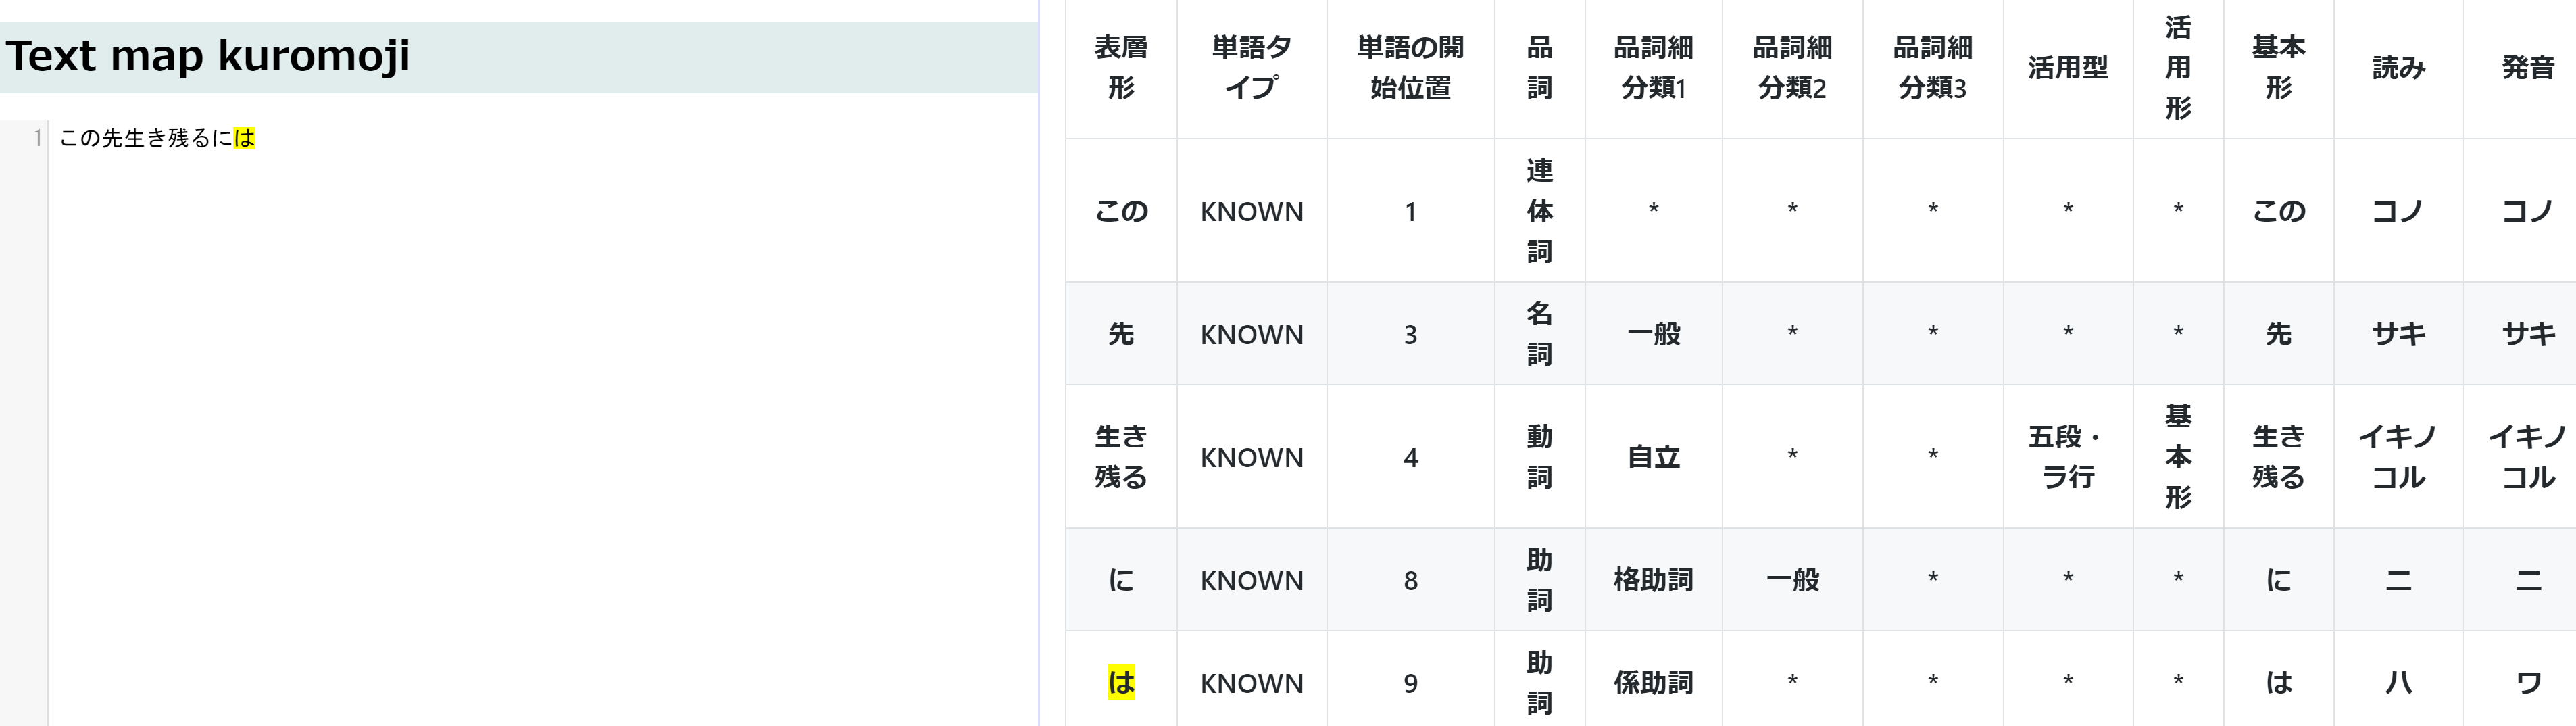 Text map kuromoji
1 この先生き残るには
表層形 単語タイプ 単語の開始位置 品詞 品詞細分類1 品詞細分類2 品詞細分類3 活用型 活用形 基本形 読み 発音
この KNOWN 1 連体詞 * * * * * この コノ コノ
先 KNOWN 3 名詞 一般 * * * * 先 サキ サキ
生き残る KNOWN 4 動詞 自立 * * 五段・ラ行 基本形 生き残る イキノコル イキノコル
に KNOWN 8 助詞 格助詞 一般 * * * に ニ ニ
は KNOWN 9 助詞 係助詞 * * * * は ハ ワ